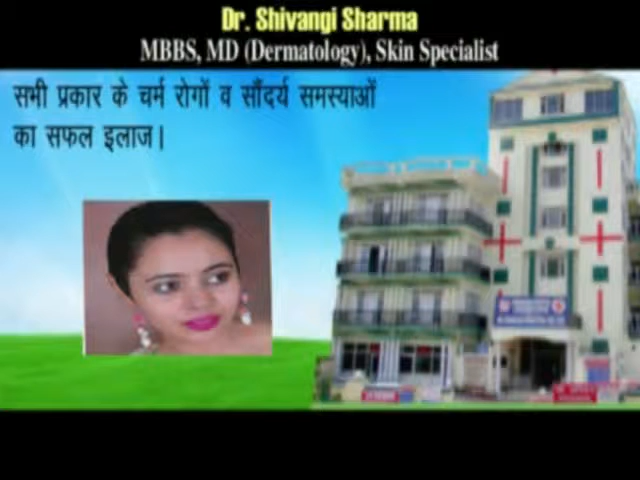 Dr. Shivangi Sharma
MBBS, MD (Dermatology), Skin Specialist
सभी प्रकार के चर्म रोगों व सौंदर्य समस्याओं
का सफल इलाज।